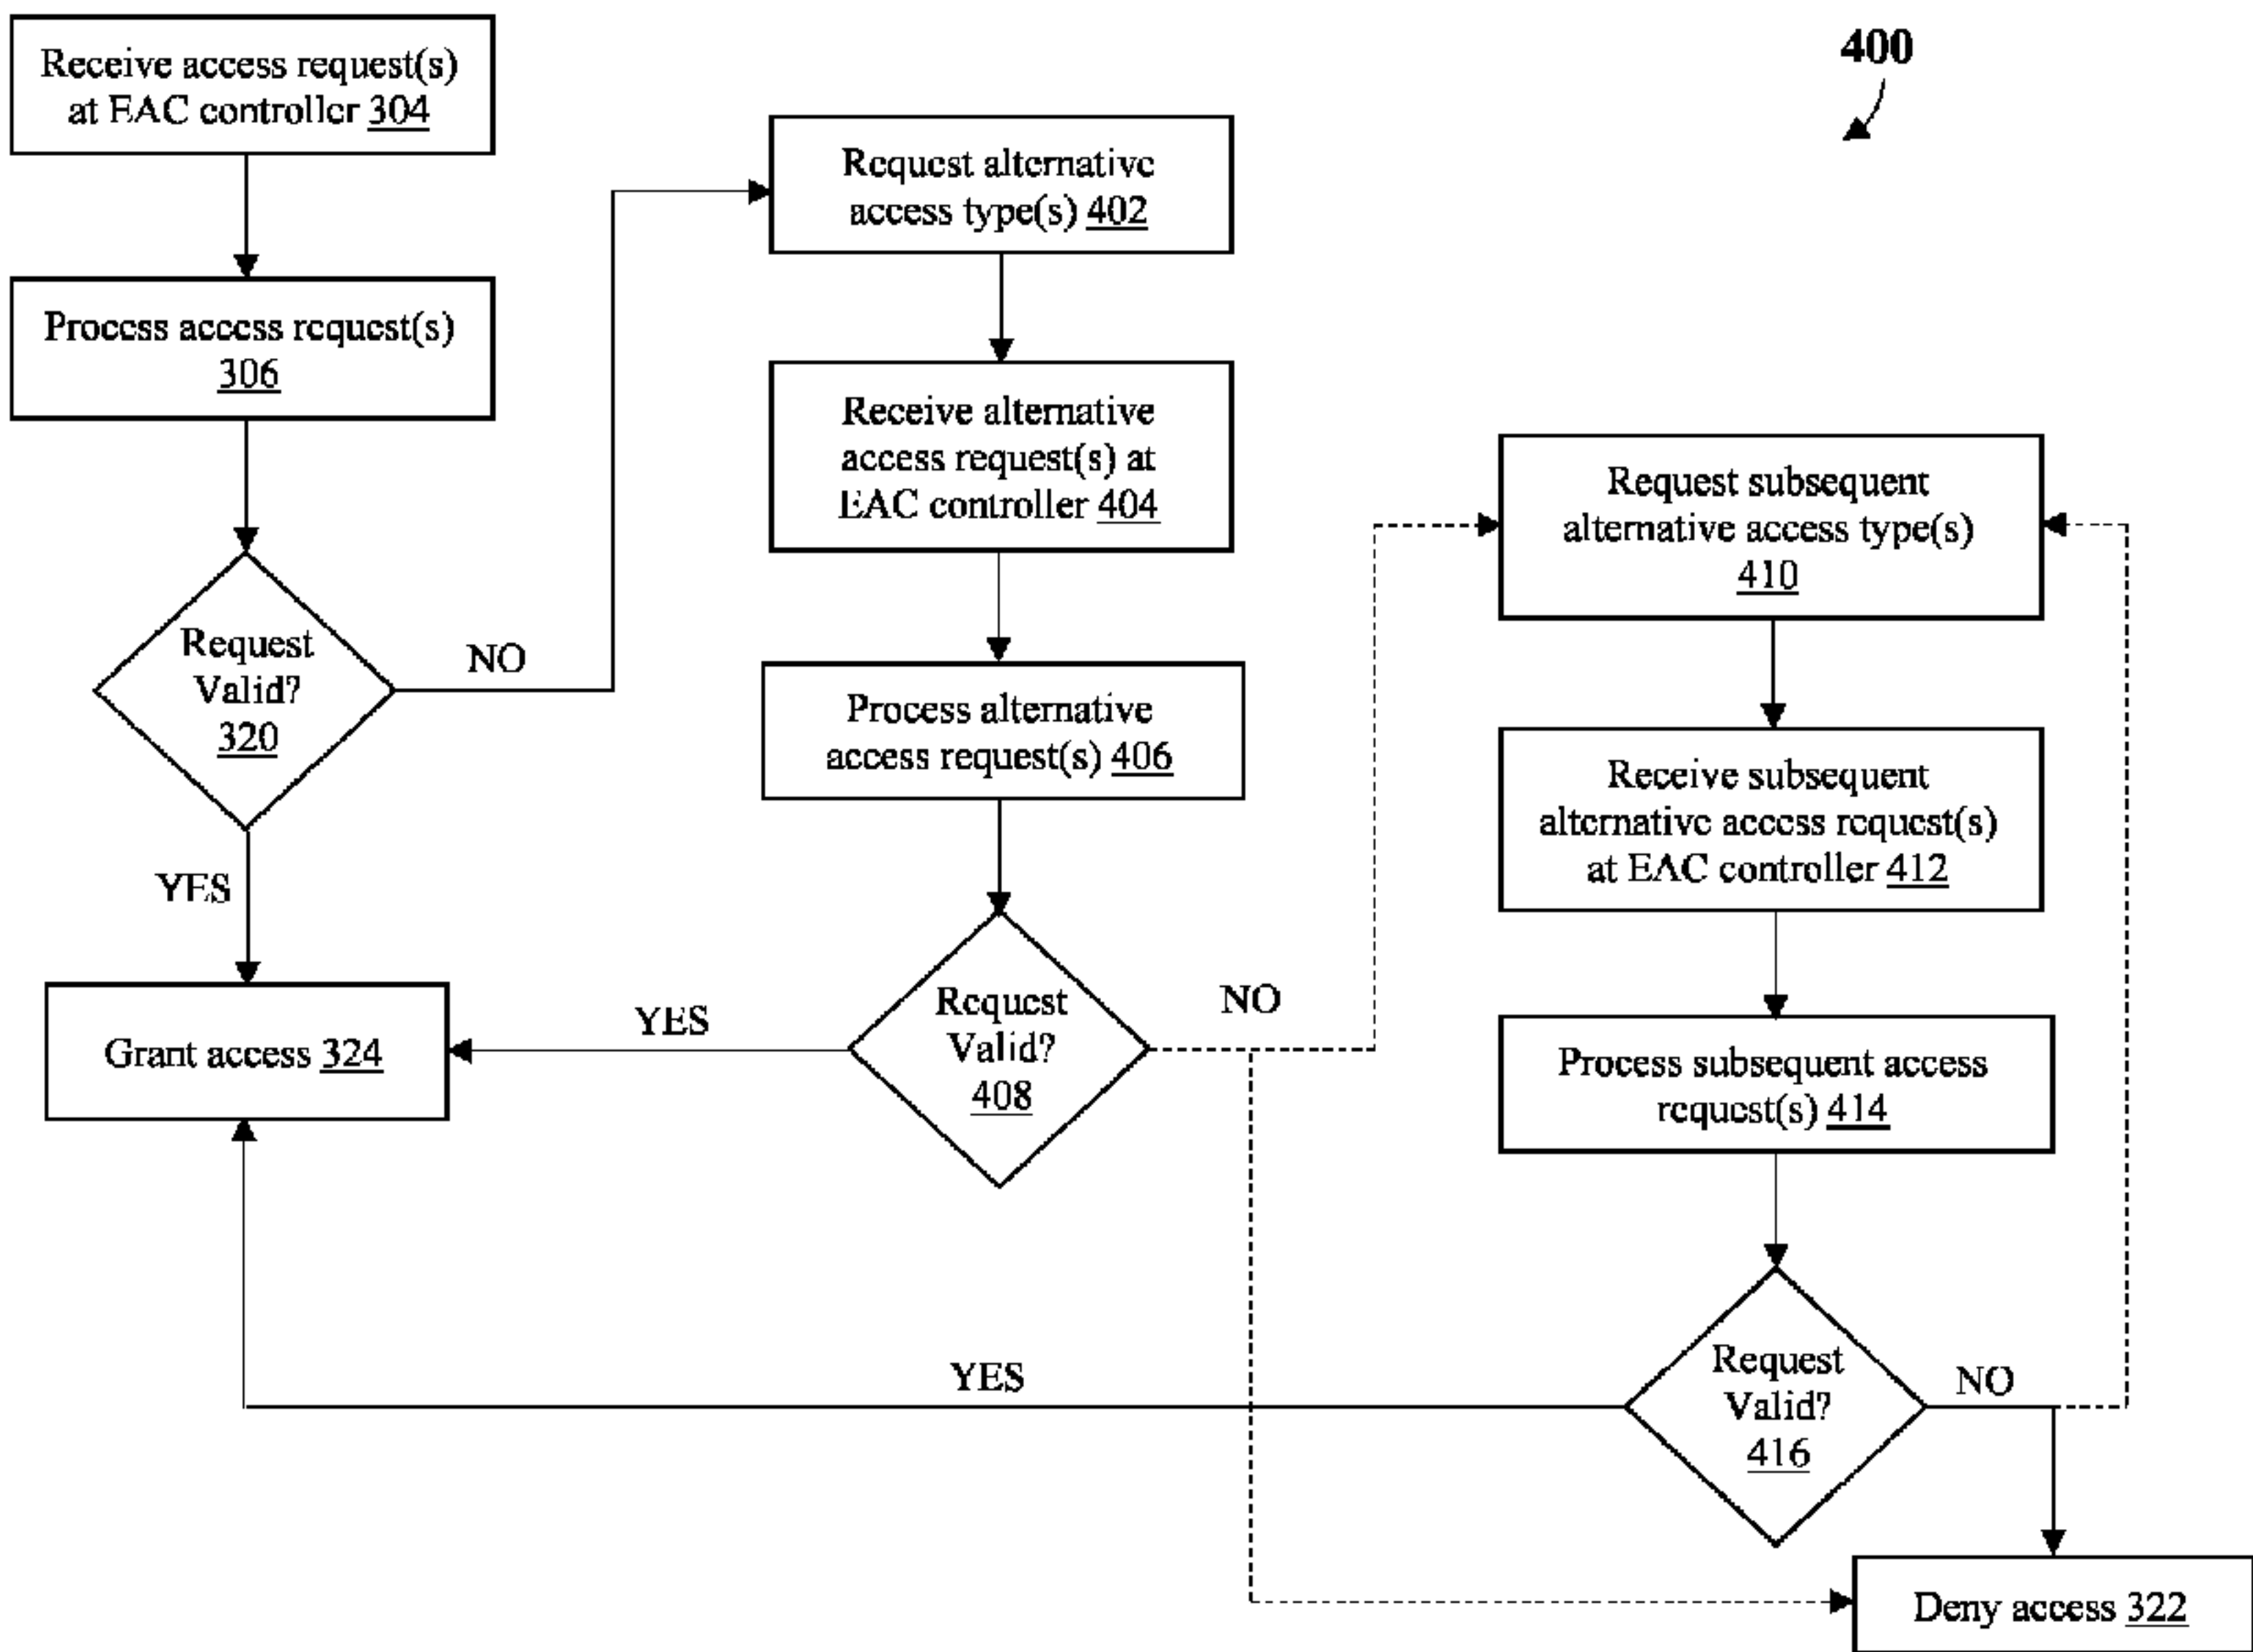 400
Receive access request(s)
at EAC controller 304
Process access request(s)
306
Request
Valid?
320
NO
YES
Grant access 324
Request alternative
access type(s) 402
Receive alternative
access request(s) at
EAC controller 404
Process alternative
access request(s) 406
Request
Valid?
408
YES
NO
Request subsequent
alternative access type(s)
410
Receive subsequent
alternative access request(s)
at EAC controller 412
Process subsequent access
request(s) 414
Request
Valid?
416
YES
NO
Deny access 322